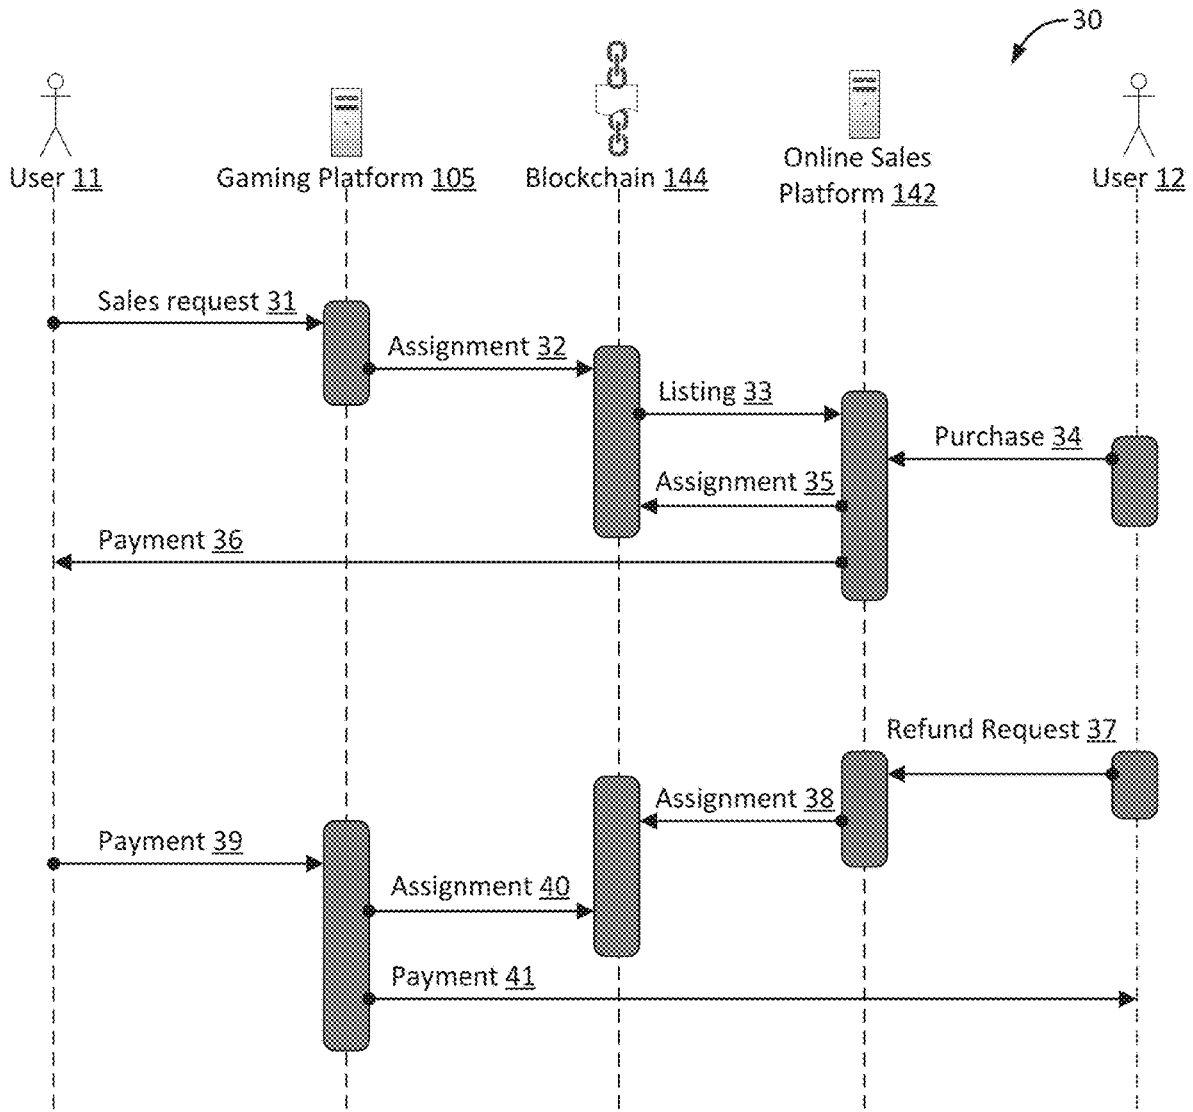 30
User 11
Gaming Platform 105
Blockchain 144
Online Sales
Platform 142
User 12
Sales request 31
Assignment 32
Listing 33
Purchase 34
Assignment 35
Payment 36
Refund Request 37
Assignment 38
Payment 39
Assignment 40
Payment 41